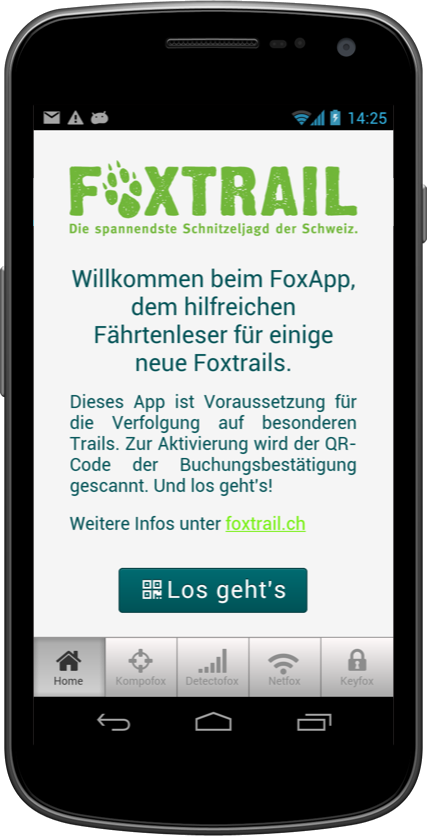 14:25
FOXTRAIL
Die spannendste Schnitzeljagd der Schweiz.
Willkommen beim FoxApp,
dem hilfreichen
Fährtenleser für einige
neue Foxtrails.
Dieses App ist Voraussetzung für
die Verfolgung auf besonderen
Trails. Zur Aktivierung wird der QR-
Code der Buchungsbestätigung
gescannt. Und los geht's!
Weitere Infos unter foxtrail.ch
Los geht's
Home Kompofox Detectofox Netfox Keyfox